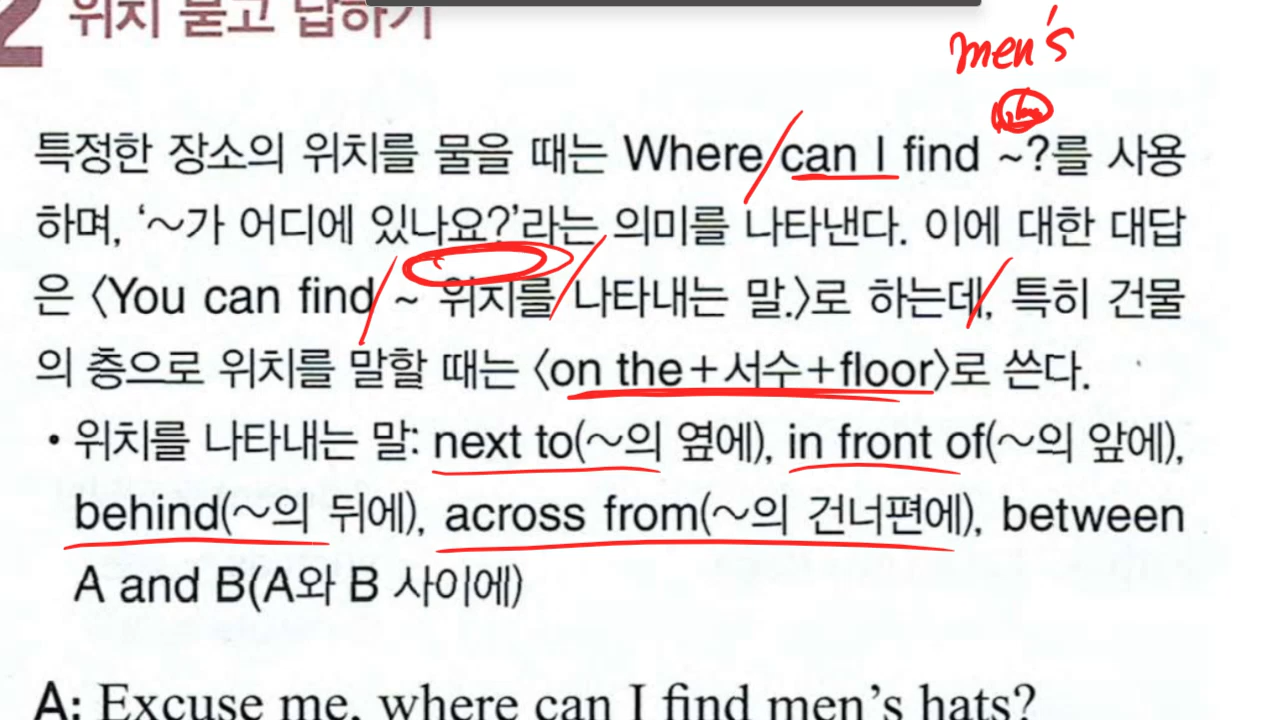 2 위치 묻고 답하기
men's
특정한 장소의 위치를 물을 때는 Where can I find ~?를 사용
하며, ‘~가 어디에 있나요?’라는 의미를 나타낸다. 이에 대한 대답
은 〈You can find ~ 위치를 나타내는 말.〉로 하는데, 특히 건물
의 층으로 위치를 말할 때는 〈on the+서수+floor〉로 쓴다.
• 위치를 나타내는 말: next to(~의 옆에), in front of(~의 앞에),
behind(~의 뒤에), across from(~의 건너편에), between
A and B(A와 B 사이에)
A: Excuse me, where can I find men’s hats?